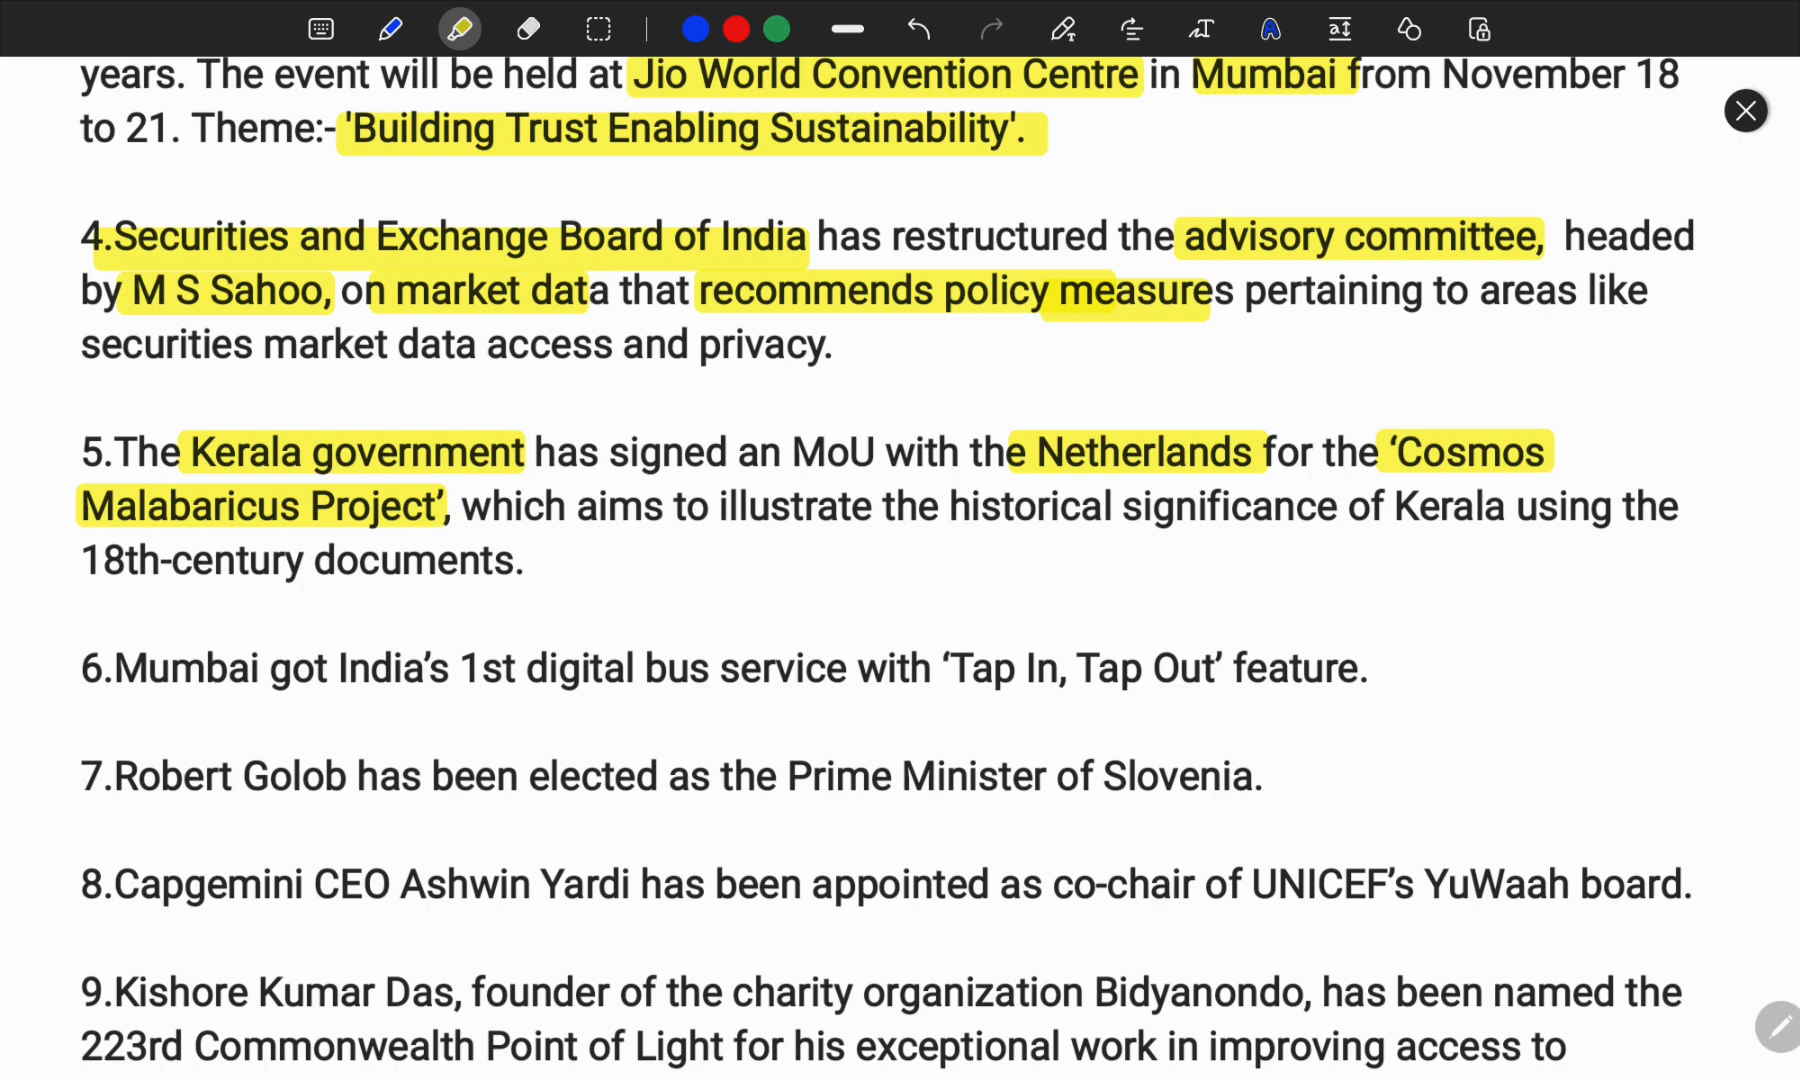 years. The event will be held at Jio World Convention Centre in Mumbai from November 18
to 21. Theme:- 'Building Trust Enabling Sustainability'.
4.Securities and Exchange Board of India has restructured the advisory committee, headed
by M S Sahoo, on market data that recommends policy measures pertaining to areas like
securities market data access and privacy.
5.The Kerala government has signed an MoU with the Netherlands for the ‘Cosmos
Malabaricus Project’, which aims to illustrate the historical significance of Kerala using the
18th-century documents.
6.Mumbai got India’s 1st digital bus service with ‘Tap In, Tap Out’ feature.
7.Robert Golob has been elected as the Prime Minister of Slovenia.
8.Capgemini CEO Ashwin Yardi has been appointed as co-chair of UNICEF’s YuWaah board.
9.Kishore Kumar Das, founder of the charity organization Bidyanondo, has been named the
223rd Commonwealth Point of Light for his exceptional work in improving access to